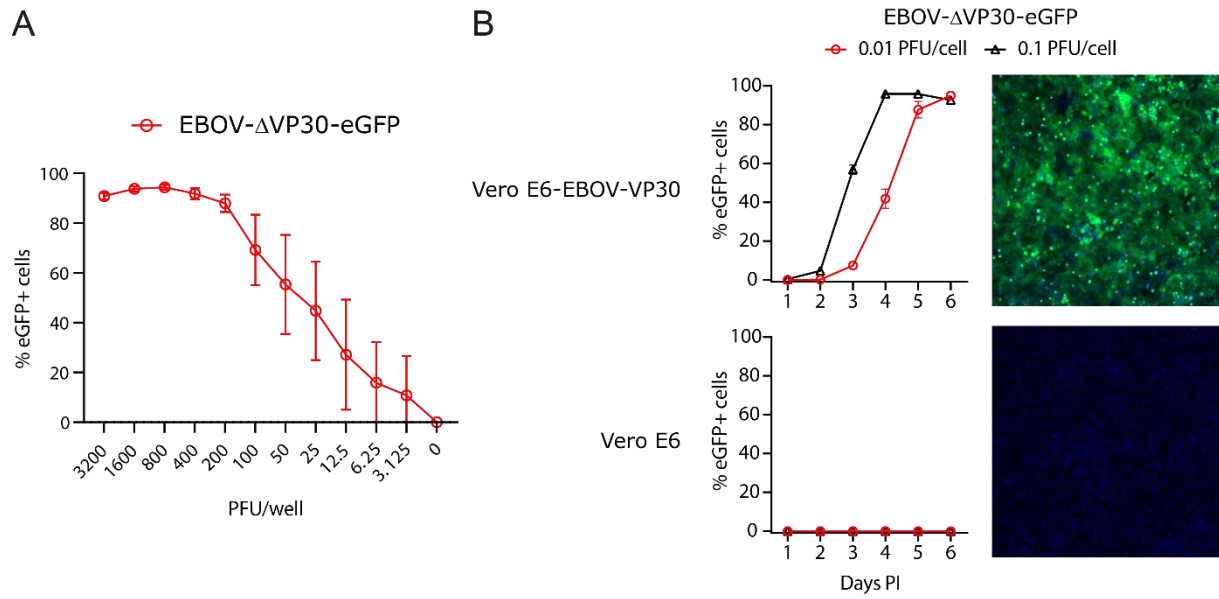 A
EBOV-ΔVP30-eGFP
% eGFP+ cells
100
80
60
40
20
0
3200
1600
800
400
200
100
50
25
12.5
6.25
3.125
0
PFU/well
B
EBOV-ΔVP30-eGFP
0.01 PFU/cell 0.1 PFU/cell
Vero E6-EBOV-VP30
% eGFP+ cells
100
80
60
40
20
0
1 2 3 4 5 6
Vero E6
% eGFP+ cells
100
80
60
40
20
0
1 2 3 4 5 6
Days PI